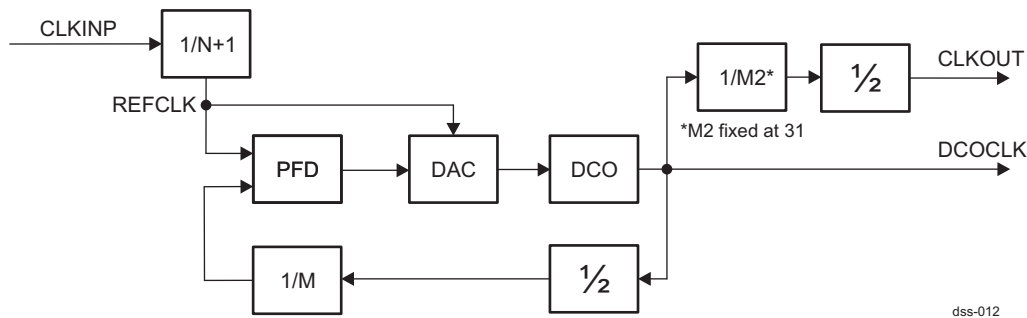 CLKINP
1/N+1
REFCLK
PFD
DAC
DCO
1/M2*
½
CLKOUT
*M2 fixed at 31
DCOCLK
1/M
½
dss-012